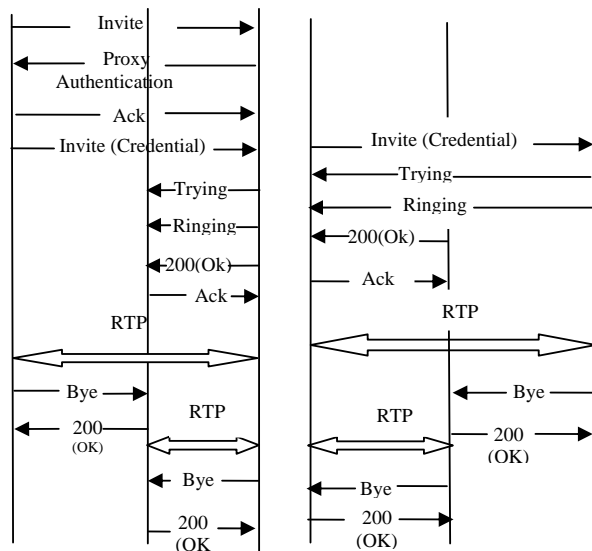 Invite
Proxy
Authentication
Ack
Invite (Credential)
Trying
Ringing
200(Ok)
Ack
RTP
Bye
200
(OK)
RTP
Bye
200
(OK
Invite (Credential)
Trying
Ringing
200(Ok)
Ack
RTP
Bye
200
(OK)
RTP
Bye
200
(OK)